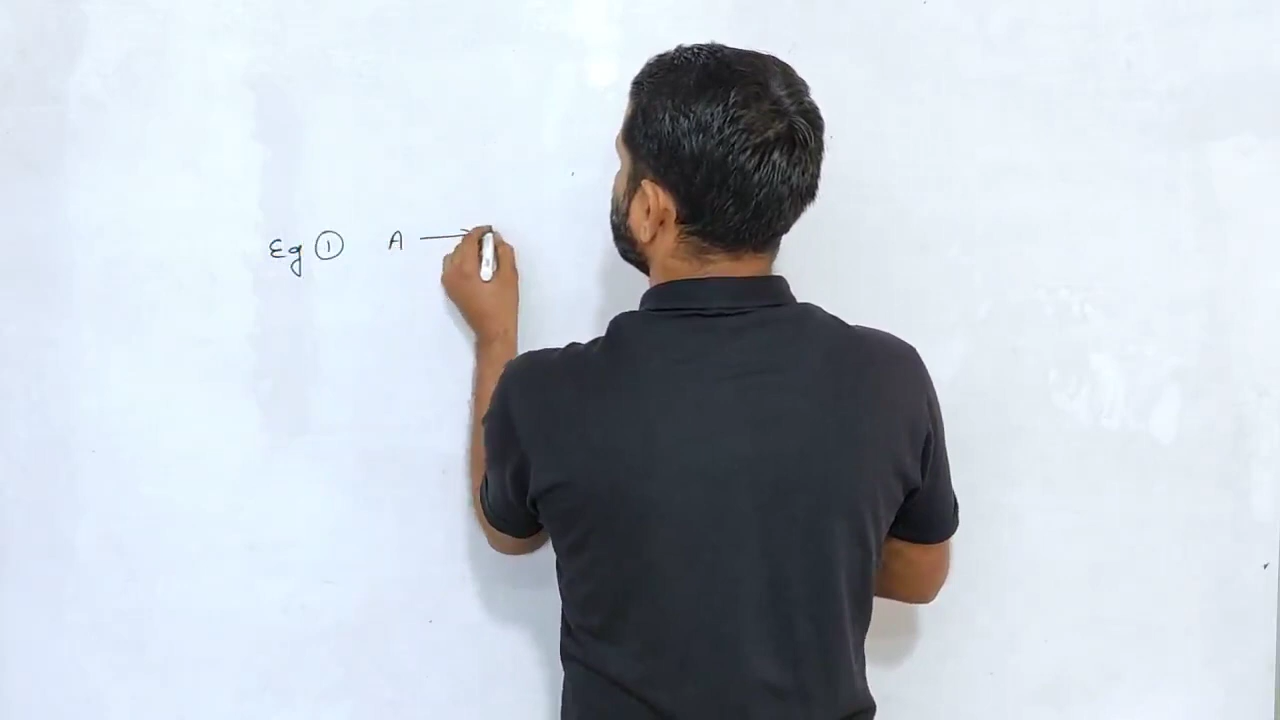 Eg ① A →